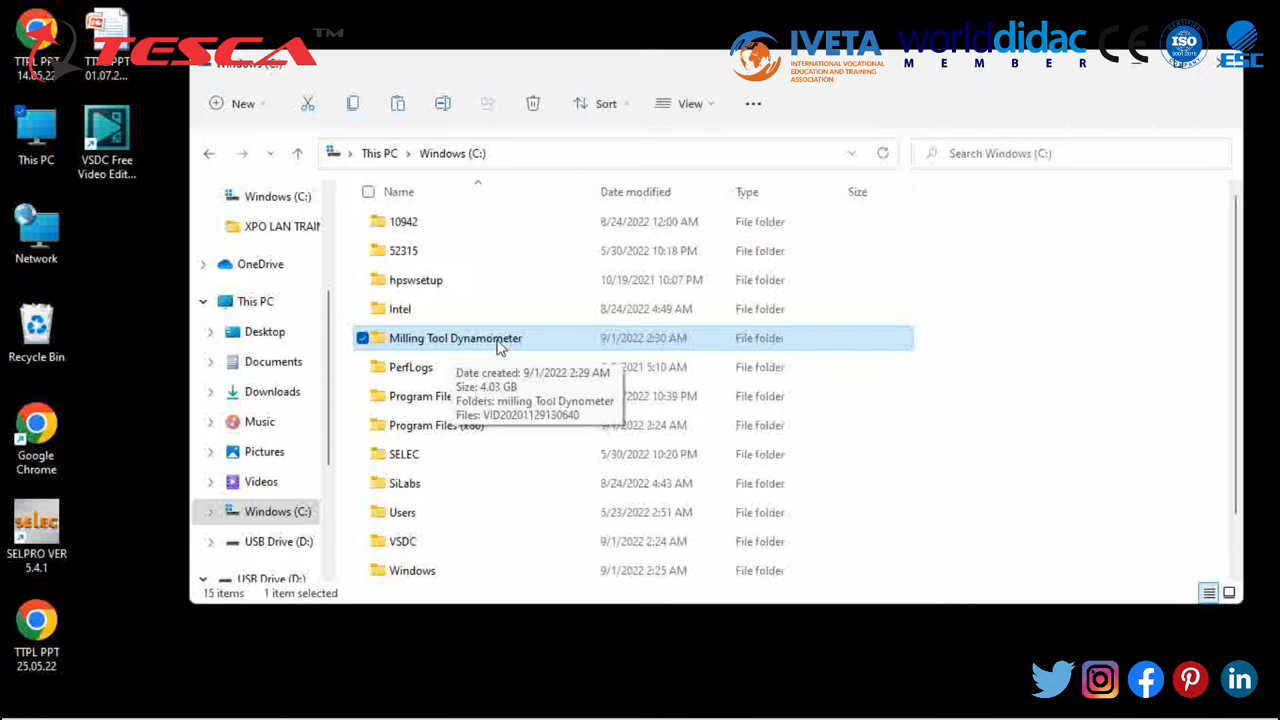 TESCA™
IVETA
INTERNATIONAL VOCATIONAL
EDUCATION AND TRAINING
ASSOCIATION
worlddidac
MEMBER
CE
CERTIFIED
ISO
9001:2015
COMPANY
ESC
TTPL PPT
14.05.22
TTPL PPT
01.07.2...
This PC
VSDC Free
Video Edit...
Network
Recycle Bin
Google
Chrome
selec
SELPRO VER
5.4.1
TTPL PPT
25.05.22
Windows (C:)
New
Sort
View
This PC > Windows (C:)
Search Windows (C:)
Windows (C:)
XPO LAN TRAI
OneDrive
This PC
Desktop
Documents
Downloads
Music
Pictures
Videos
Windows (C:)
USB Drive (D:)
USB Drive (D:)
Name Date modified Type Size
10942 8/24/2022 12:00 AM File folder
52315 5/30/2022 10:18 PM File folder
hpswsetup 10/19/2021 10:07 PM File folder
Intel 8/24/2022 4:49 AM File folder
Milling Tool Dynamometer 9/1/2022 2:30 AM File folder
PerfLogs 2021 5:10 AM File folder
Program File 2022 10:39 PM File folder
Program Files (x86) 9/1/2022 2:24 AM File folder
SELEC 5/30/2022 10:20 PM File folder
SiLabs 8/24/2022 4:43 AM File folder
Users 5/23/2022 2:51 AM File folder
VSDC 9/1/2022 2:24 AM File folder
Windows 9/1/2022 2:25 AM File folder
Date created: 9/1/2022 2:29 AM
Size: 4.03 GB
Folders: milling Tool Dynometer
Files: VID20201129130640
15 items 1 item selected
in